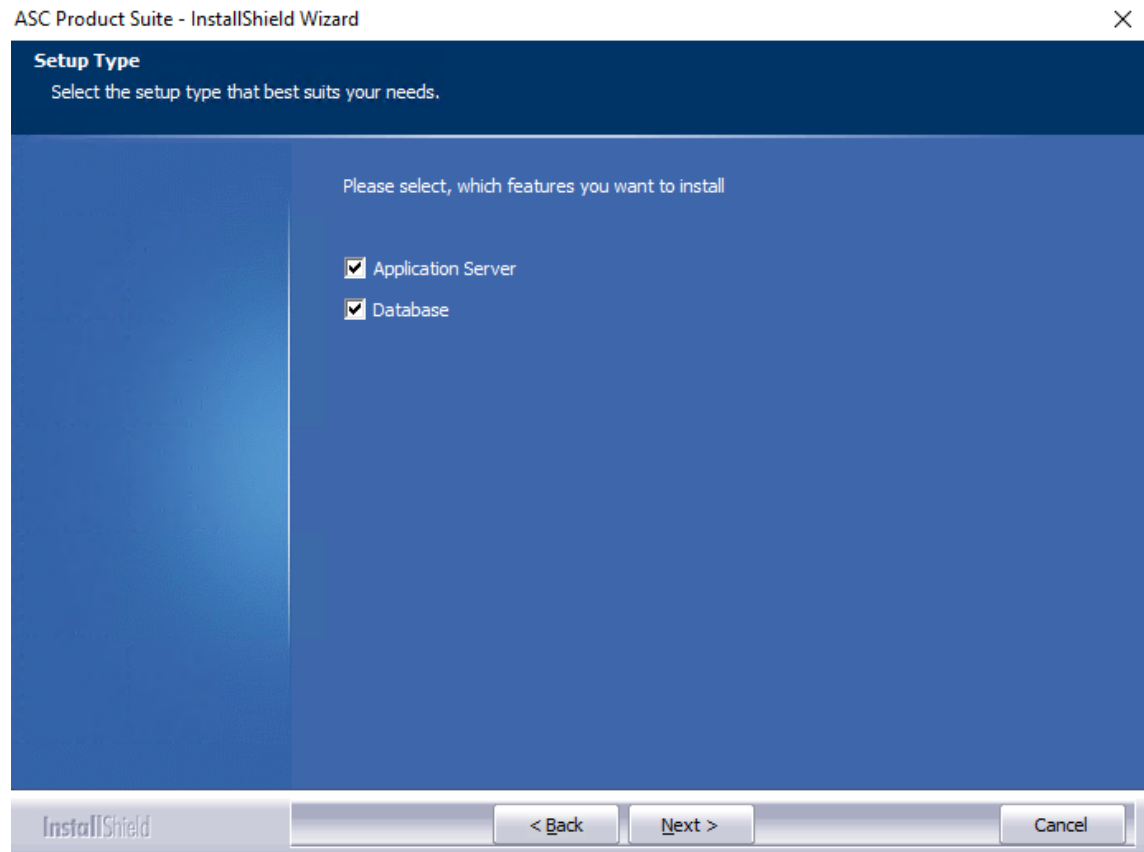 ASC Product Suite - InstallShield Wizard
Setup Type
Select the setup type that best suits your needs.
Please select, which features you want to install
Application Server
Database
InstallShield
< Back
Next >
Cancel